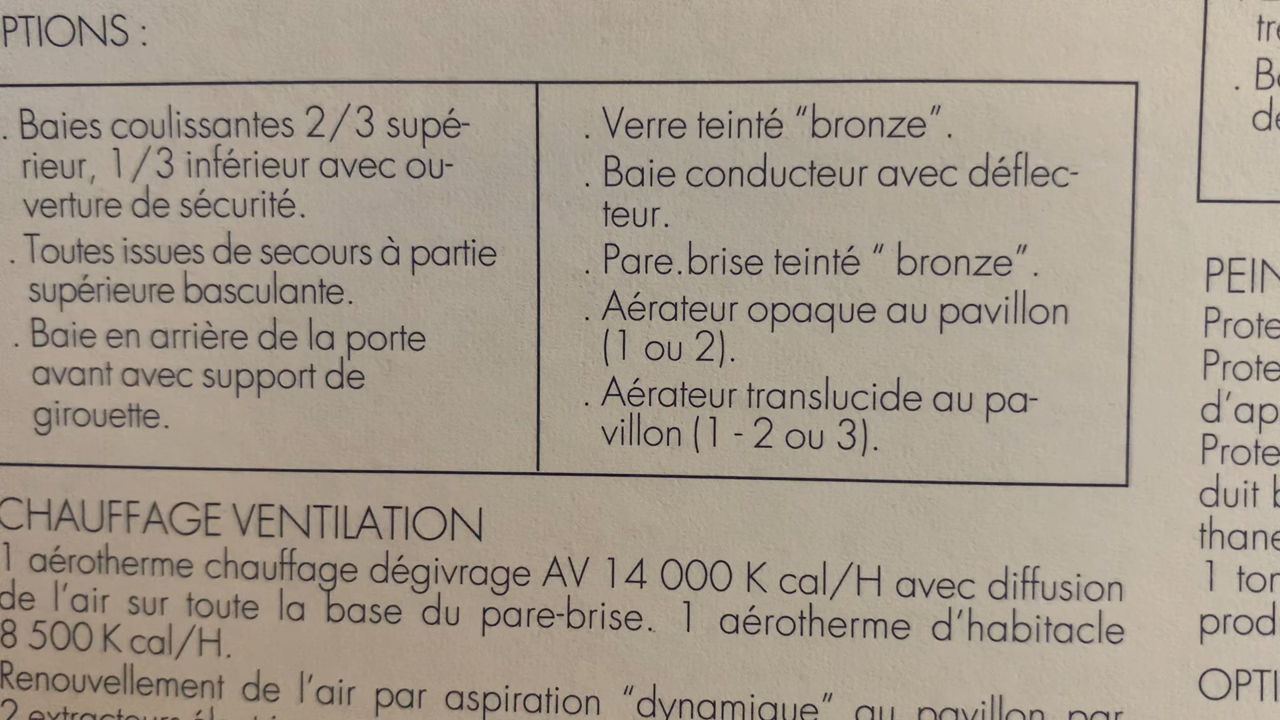 PTIONS :
. Baies coulissantes 2/3 supé-
rieur, 1/3 inférieur avec ou-
verture de sécurité.
. Toutes issues de secours à partie
supérieure basculante.
. Baie en arrière de la porte
avant avec support de
girouette.
. Verre teinté "bronze".
. Baie conducteur avec déflec-
teur.
. Pare.brise teinté " bronze".
. Aérateur opaque au pavillon
(1 ou 2).
. Aérateur translucide au pa-
villon (1 - 2 ou 3).
CHAUFFAGE VENTILATION
1 aérotherme chauffage dégivrage AV 14 000 K cal/H avec diffusion
de l'air sur toute la base du pare-brise. 1 aérotherme d'habitacle
8 500 K cal/H.
Renouvellement de l'air par aspiration "dynamique" au pavillon par
2 extracteurs
. B
de
PEIN
Prote
Prote
d'ap
Prote
duit b
thane
1 ton
prod
OPTI